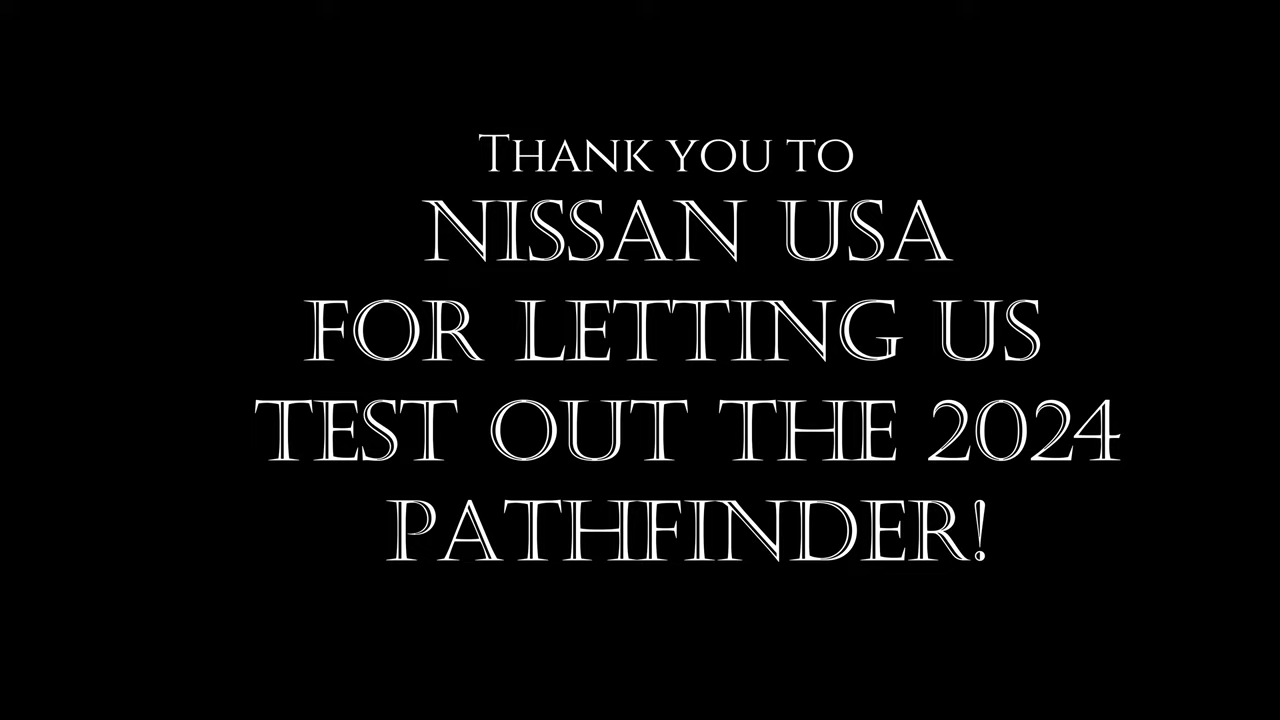 Thank you to
NISSAN USA
FOR LETTING US
TEST OUT THE 2024
PATHFINDER!